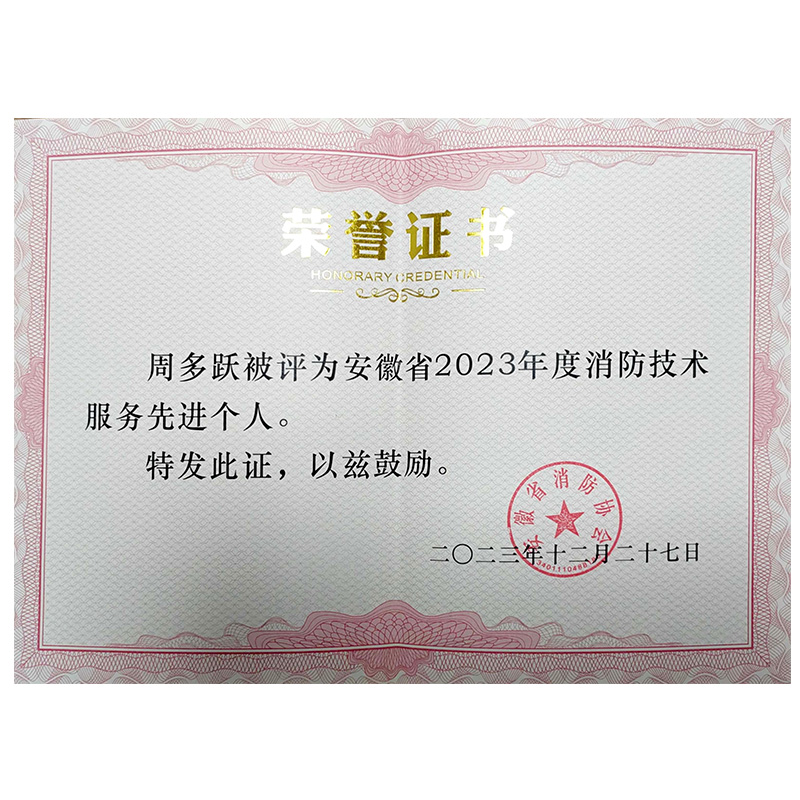 荣誉证书
HONORARY CREDENTIAL
周多跃被评为安徽省2023年度消防技术
服务先进个人。
特发此证，以兹鼓励。
安徽省消防协会
二〇二三年十二月二十七日